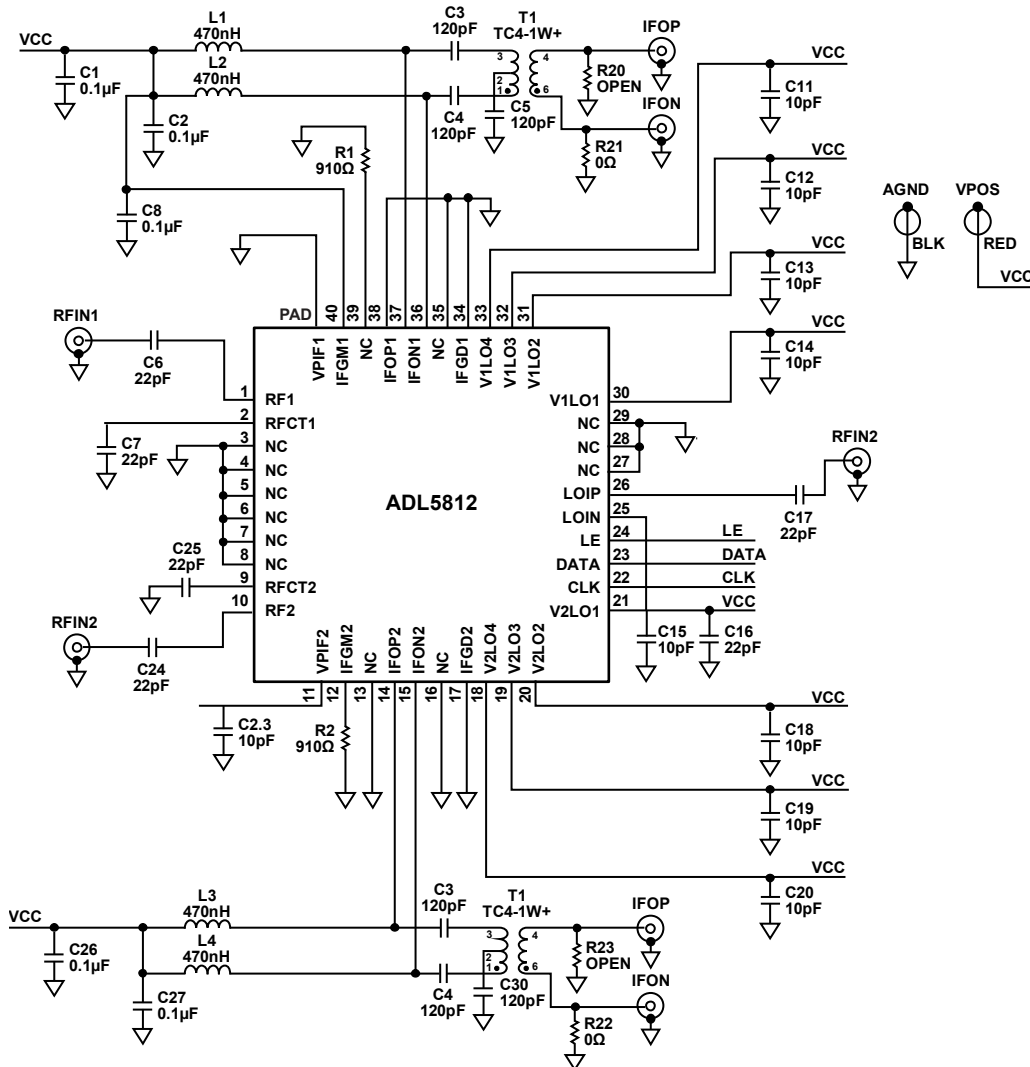 L1
470nH
C3
120pF
T1
TC4-1W+
IFOP
VCC
3
4
VCC
L2
470nH
R20
OPEN
C1
0.1µF
2
1
6
C11
10pF
C4
120pF
C5
120pF
IFON
C2
0.1µF
R1
910Ω
R21
0Ω
VCC
C12
10pF
C8
0.1µF
AGND
VPOS
BLK
RED
VCC
VCC
C13
10pF
PAD
40
39
38
37
36
35
34
33
32
31
RFIN1
VCC
C6
22pF
C14
10pF
VPIF1
IFGM1
NC
IFOP1
IFON1
NC
IFGD1
V1LO4
V1LO3
V1LO2
1
RF1
V1LO1
30
2
RFCT1
NC
29
C7
22pF
3
NC
NC
28
4
NC
NC
27
RFIN2
5
NC
LOIP
26
ADL5812
6
NC
LOIN
25
C17
22pF
7
NC
LE
24
LE
8
NC
DATA
23
DATA
C25
22pF
9
RFCT2
CLK
22
CLK
10
RF2
V2LO1
21
VCC
RFIN2
C24
22pF
C15
10pF
C16
22pF
VPIF2
IFGM2
NC
IFOP2
IFON2
NC
IFGD2
V2LO4
V2LO3
V2LO2
11
12
13
14
15
16
17
18
19
20
VCC
C2.3
10pF
R2
910Ω
C18
10pF
VCC
C19
10pF
VCC
C20
10pF
L3
470nH
C3
120pF
T1
TC4-1W+
IFOP
VCC
3
4
L4
470nH
R23
OPEN
C26
0.1µF
2
1
6
C4
120pF
C30
120pF
IFON
C27
0.1µF
R22
0Ω